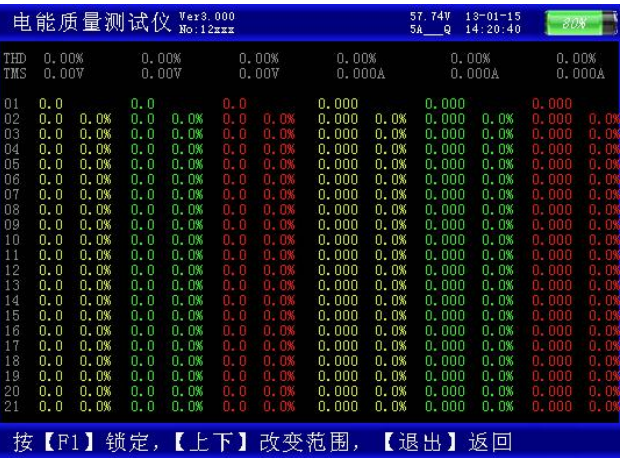 电能质量测试仪 Ver3.000 No:12xxx 57.74V 13-01-15 5A__Q 14:20:40 80%
THD 0.00% 0.00% 0.00% 0.00% 0.00% 0.00%
TMS 0.00V 0.00V 0.00V 0.000A 0.000A 0.000A
01 0.0 0.0 0.0 0.000 0.000 0.000
02 0.0 0.0% 0.0 0.0% 0.0 0.0% 0.000 0.0% 0.000 0.0% 0.000 0.0%
03 0.0 0.0% 0.0 0.0% 0.0 0.0% 0.000 0.0% 0.000 0.0% 0.000 0.0%
04 0.0 0.0% 0.0 0.0% 0.0 0.0% 0.000 0.0% 0.000 0.0% 0.000 0.0%
05 0.0 0.0% 0.0 0.0% 0.0 0.0% 0.000 0.0% 0.000 0.0% 0.000 0.0%
06 0.0 0.0% 0.0 0.0% 0.0 0.0% 0.000 0.0% 0.000 0.0% 0.000 0.0%
07 0.0 0.0% 0.0 0.0% 0.0 0.0% 0.000 0.0% 0.000 0.0% 0.000 0.0%
08 0.0 0.0% 0.0 0.0% 0.0 0.0% 0.000 0.0% 0.000 0.0% 0.000 0.0%
09 0.0 0.0% 0.0 0.0% 0.0 0.0% 0.000 0.0% 0.000 0.0% 0.000 0.0%
10 0.0 0.0% 0.0 0.0% 0.0 0.0% 0.000 0.0% 0.000 0.0% 0.000 0.0%
11 0.0 0.0% 0.0 0.0% 0.0 0.0% 0.000 0.0% 0.000 0.0% 0.000 0.0%
12 0.0 0.0% 0.0 0.0% 0.0 0.0% 0.000 0.0% 0.000 0.0% 0.000 0.0%
13 0.0 0.0% 0.0 0.0% 0.0 0.0% 0.000 0.0% 0.000 0.0% 0.000 0.0%
14 0.0 0.0% 0.0 0.0% 0.0 0.0% 0.000 0.0% 0.000 0.0% 0.000 0.0%
15 0.0 0.0% 0.0 0.0% 0.0 0.0% 0.000 0.0% 0.000 0.0% 0.000 0.0%
16 0.0 0.0% 0.0 0.0% 0.0 0.0% 0.000 0.0% 0.000 0.0% 0.000 0.0%
17 0.0 0.0% 0.0 0.0% 0.0 0.0% 0.000 0.0% 0.000 0.0% 0.000 0.0%
18 0.0 0.0% 0.0 0.0% 0.0 0.0% 0.000 0.0% 0.000 0.0% 0.000 0.0%
19 0.0 0.0% 0.0 0.0% 0.0 0.0% 0.000 0.0% 0.000 0.0% 0.000 0.0%
20 0.0 0.0% 0.0 0.0% 0.0 0.0% 0.000 0.0% 0.000 0.0% 0.000 0.0%
21 0.0 0.0% 0.0 0.0% 0.0 0.0% 0.000 0.0% 0.000 0.0% 0.000 0.0%
按【F1】锁定,【上下】改变范围, 【退出】返回